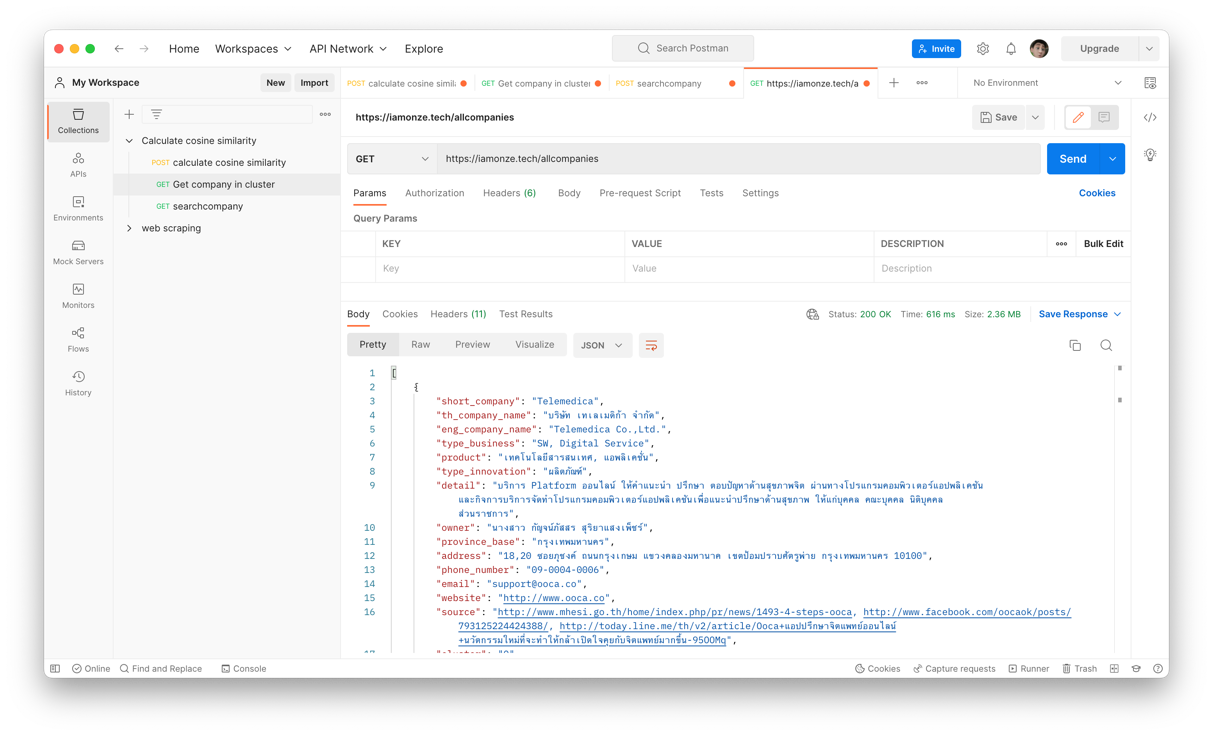 Home Workspaces API Network Explore Search Postman Invite Upgrade
My Workspace New Import
POST calculate cosine simila GET Get company in cluster POST searchcompany GET https://iamonze.tech/a No Environment
Collections
APIs
Environments
Mock Servers
Monitors
Flows
History
Calculate cosine similarity
POST calculate cosine similarity
GET Get company in cluster
GET searchcompany
web scraping
https://iamonze.tech/allcompanies Save
GET https://iamonze.tech/allcompanies Send
Params Authorization Headers (6) Body Pre-request Script Tests Settings Cookies
Query Params
KEY VALUE DESCRIPTION Bulk Edit
Key Value Description
Body Cookies Headers (11) Test Results Status: 200 OK Time: 616 ms Size: 2.36 MB Save Response
Pretty Raw Preview Visualize JSON
1 [
2 {
3 "short_company": "Telemedica",
4 "th_company_name": "บริษัท เทเลเมดิก้า จำกัด",
5 "eng_company_name": "Telemedica Co.,Ltd.",
6 "type_business": "SW, Digital Service",
7 "product": "เทคโนโลยีสารสนเทศ, แอพลิเคชั่น",
8 "type_innovation": "ผลิตภัณฑ์",
9 "detail": "บริการ Platform ออนไลน์ ให้คำแนะนำ ปรึกษา ตอบปัญหาด้านสุขภาพจิต ผ่านทางโปรแกรมคอมพิวเตอร์แอปพลิเคชัน
และกิจการบริการจัดทำโปรแกรมคอมพิวเตอร์แอปพลิเคชันเพื่อแนะนำปรึกษาด้านสุขภาพ ให้แก่บุคคล คณะบุคคล นิติบุคคล
ส่วนราชการ",
10 "owner": "นางสาว กัญจน์ภัสสร สุริยาแสงเพ็ชร์",
11 "province_base": "กรุงเทพมหานคร",
12 "address": "18,20 ซอยภุชงค์ ถนนกรุงเกษม แขวงคลองมหานาค เขตป้อมปราบศัตรูพ่าย กรุงเทพมหานคร 10100",
13 "phone_number": "09-0004-0006",
14 "email": "support@ooca.co",
15 "website": "http://www.ooca.co",
16 "source": "http://www.mhesi.go.th/home/index.php/pr/news/1493-4-steps-ooca, http://www.facebook.com/oocaok/posts/
793125224424388/, http://today.line.me/th/v2/article/Ooca+แอปปรึกษาจิตแพทย์ออนไลน์
+นวัตกรรมใหม่ที่จะทำให้กล้าเปิดใจคุยกับจิตแพทย์มากขึ้น-95OOMq",
Online Find and Replace Console Cookies Capture requests Runner Trash